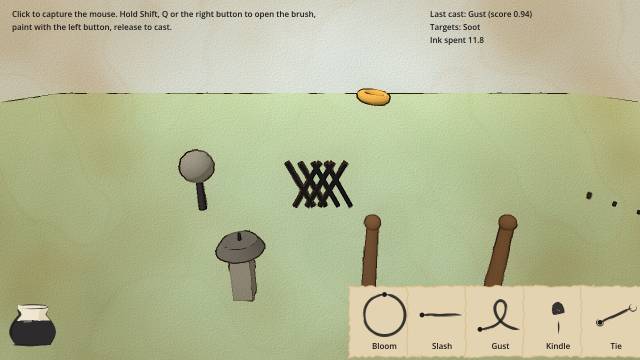 Click to capture the mouse. Hold Shift, Q or the right button to open the brush,
paint with the left button, release to cast.
Last cast: Gust (score 0.94)
Targets: Soot
Ink spent 11.8
Bloom
Slash
Gust
Kindle
Tie